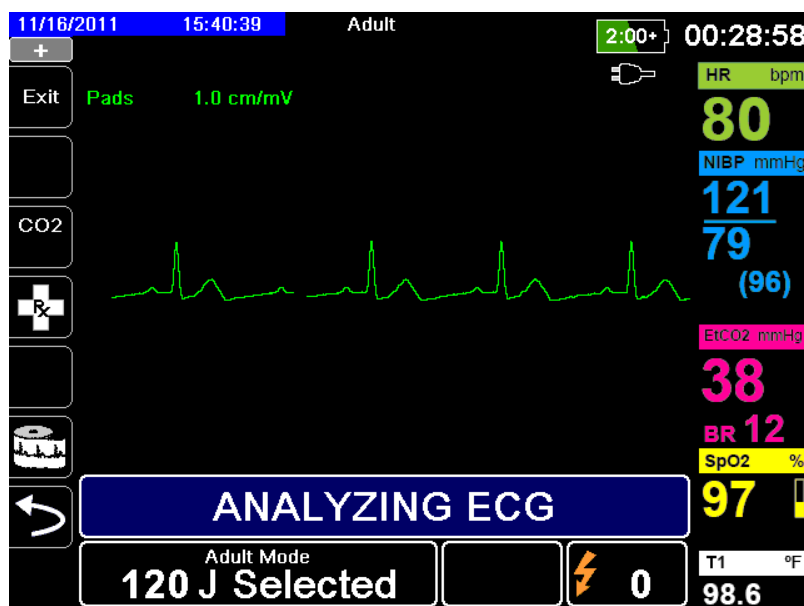 11/16/2011 15:40:39 Adult 2:00+ 00:28:58
+
Exit
Pads 1.0 cm/mV
CO2
Rx
HR bpm
80
NIBP mmHg
121
79
(96)
EtCO2 mmHg
38
BR 12
SpO2 %
97
T1 ºF
98.6
ANALYZING ECG
Adult Mode
120 J Selected
0